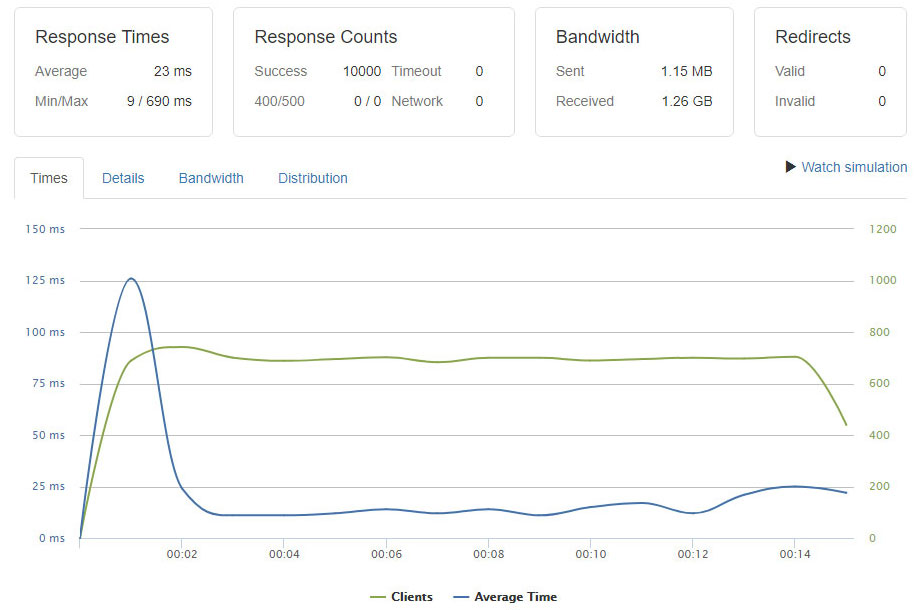 Response Times
Average 23 ms
Min/Max 9 / 690 ms
Response Counts
Success 10000 Timeout 0
400/500 0 / 0 Network 0
Bandwidth
Sent 1.15 MB
Received 1.26 GB
Redirects
Valid 0
Invalid 0
Times Details Bandwidth Distribution
Watch simulation
150 ms 1200
125 ms 1000
100 ms 800
75 ms 600
50 ms 400
25 ms 200
0 ms 0
00:02 00:04 00:06 00:08 00:10 00:12 00:14
Clients Average Time